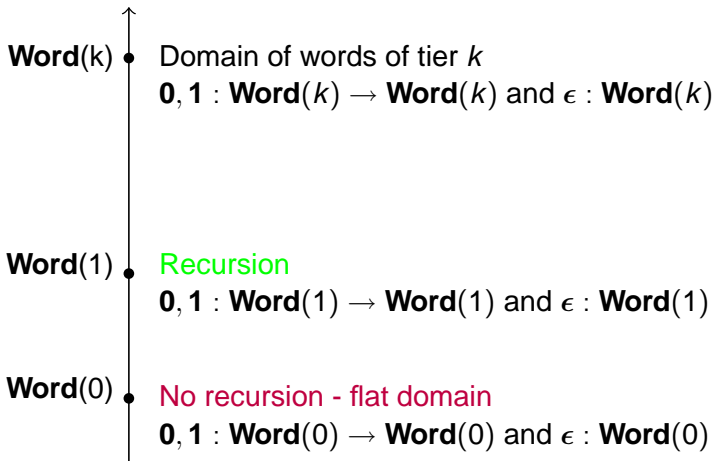 Word(k) Domain of words of tier k
0, 1 : Word(k) → Word(k) and ϵ : Word(k)
Word(1) Recursion
0, 1 : Word(1) → Word(1) and ϵ : Word(1)
Word(0) No recursion - flat domain
0, 1 : Word(0) → Word(0) and ϵ : Word(0)